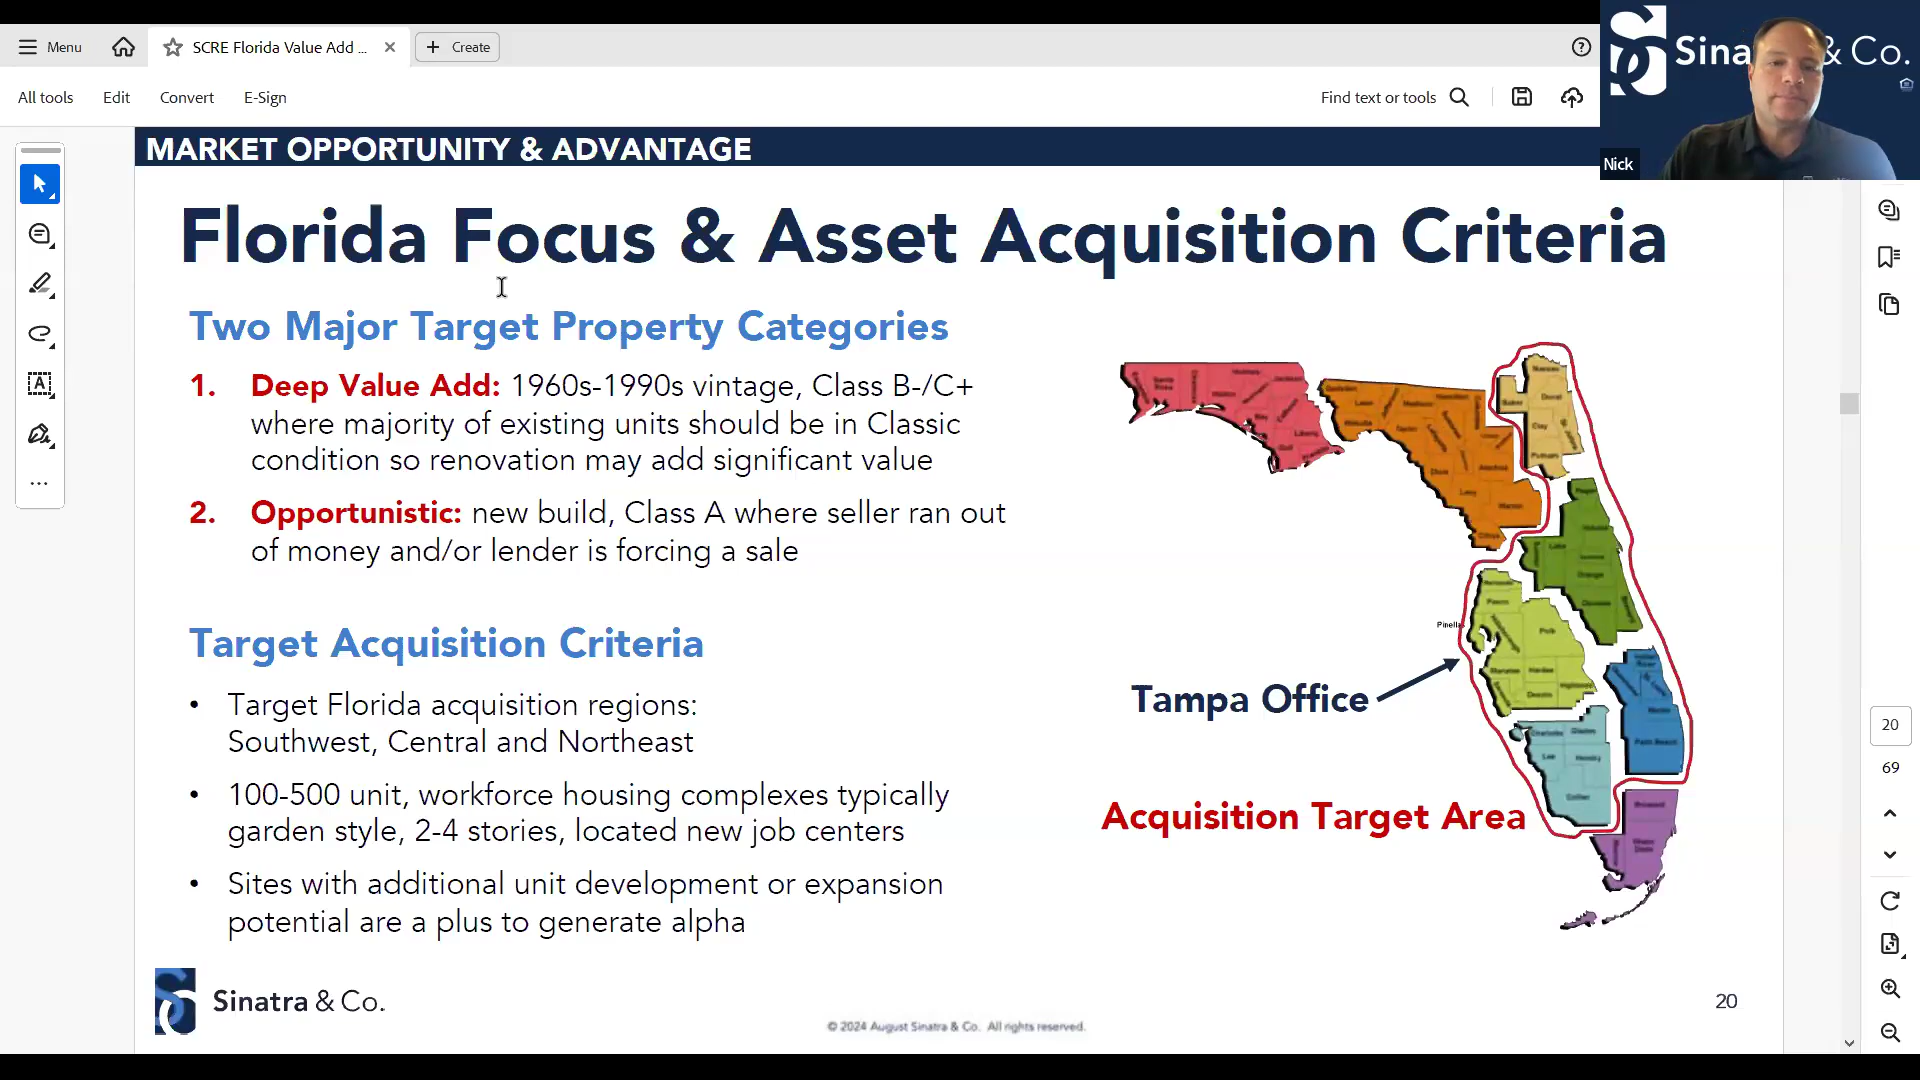 Menu
SCRE Florida Value Add ...
Create
All tools
Edit
Convert
E-Sign
Find text or tools
Sina & Co.
Nick
MARKET OPPORTUNITY & ADVANTAGE
Florida Focus & Asset Acquisition Criteria
Two Major Target Property Categories
1. Deep Value Add: 1960s-1990s vintage, Class B-/C+
where majority of existing units should be in Classic
condition so renovation may add significant value
2. Opportunistic: new build, Class A where seller ran out
of money and/or lender is forcing a sale
Target Acquisition Criteria
• Target Florida acquisition regions:
Southwest, Central and Northeast
• 100-500 unit, workforce housing complexes typically
garden style, 2-4 stories, located new job centers
• Sites with additional unit development or expansion
potential are a plus to generate alpha
Tampa Office
Acquisition Target Area
Sinatra & Co.
© 2024 August Sinatra & Co. All rights reserved.
20
20
69